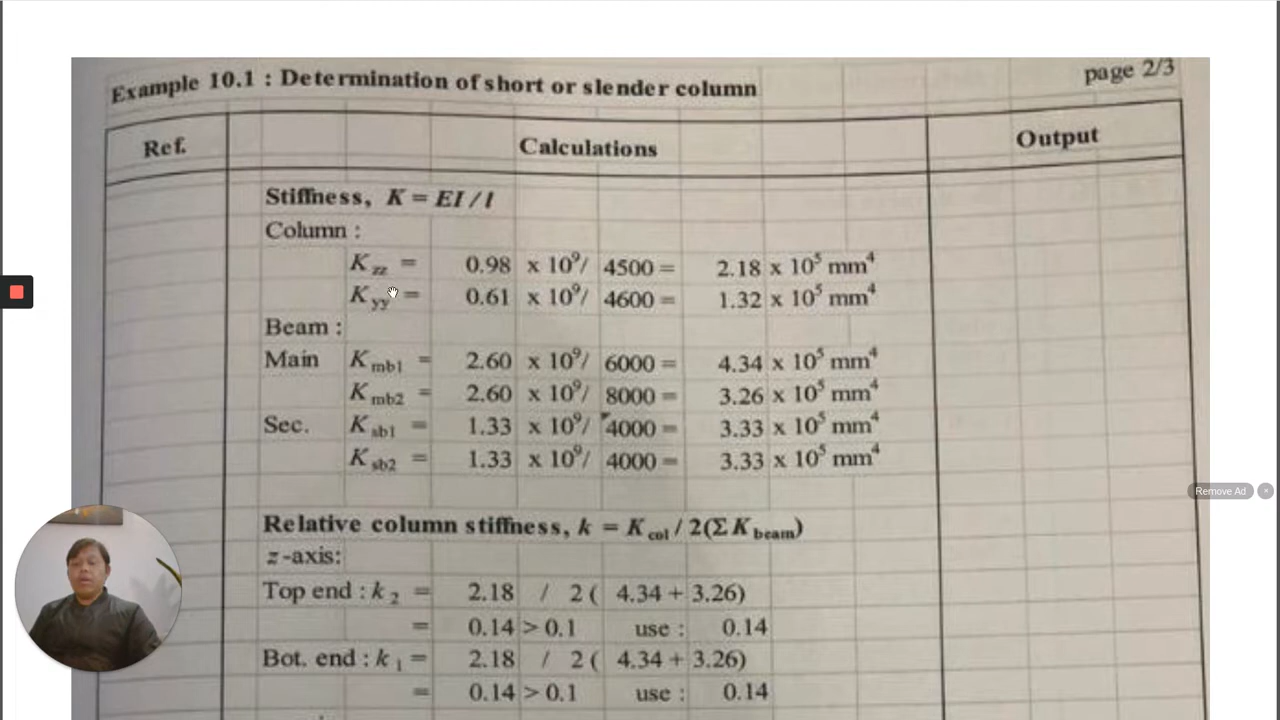 Example 10.1 : Determination of short or slender column
page 2/3
Ref.
Calculations
Output
Stiffness, K = EI / l
Column :
K zz = 0.98 x 10⁹/ 4500 = 2.18 x 10⁵ mm⁴
K yy = 0.61 x 10⁹/ 4600 = 1.32 x 10⁵ mm⁴
Beam :
Main K mb1 = 2.60 x 10⁹/ 6000 = 4.34 x 10⁵ mm⁴
K mb2 = 2.60 x 10⁹/ 8000 = 3.26 x 10⁵ mm⁴
Sec. K sb1 = 1.33 x 10⁹/ 4000 = 3.33 x 10⁵ mm⁴
K sb2 = 1.33 x 10⁹/ 4000 = 3.33 x 10⁵ mm⁴
Remove Ad ×
Relative column stiffness, k = K col / 2(Σ K beam)
z-axis:
Top end : k 2 = 2.18 / 2 ( 4.34 + 3.26)
= 0.14 > 0.1 use : 0.14
Bot. end : k 1 = 2.18 / 2 ( 4.34 + 3.26)
= 0.14 > 0.1 use : 0.14